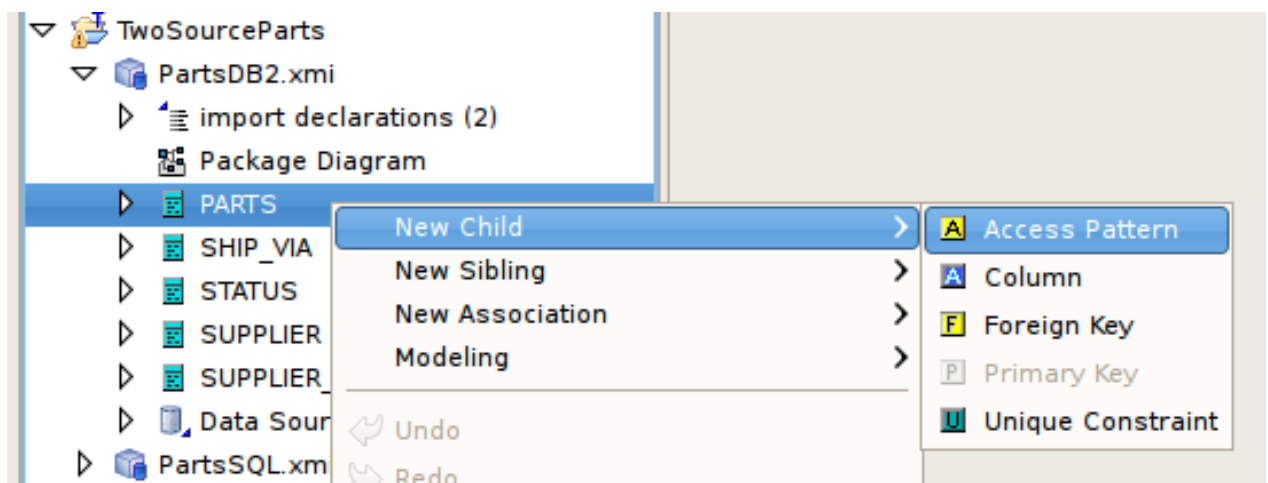 TwoSourceParts
PartsDB2.xmi
import declarations (2)
Package Diagram
PARTS
SHIP_VIA
STATUS
SUPPLIER
SUPPLIER_
Data Sour
PartsSQL.xm
New Child
New Sibling
New Association
Modeling
Undo
Redo
A Access Pattern
A Column
F Foreign Key
P Primary Key
U Unique Constraint